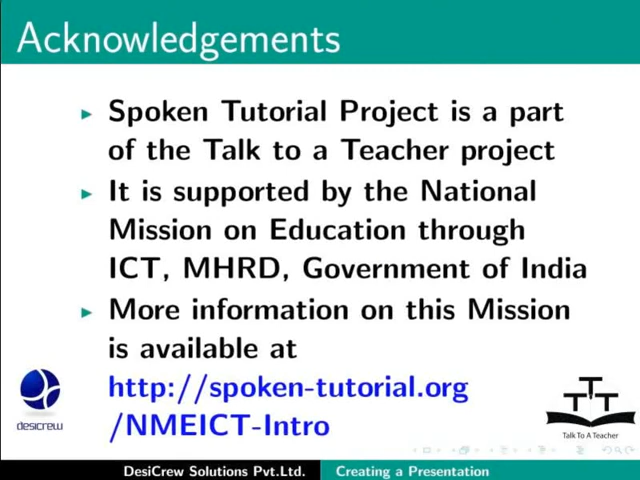 Acknowledgements
Spoken Tutorial Project is a part
of the Talk to a Teacher project
It is supported by the National
Mission on Education through
ICT, MHRD, Government of India
More information on this Mission
is available at
http://spoken-tutorial.org
/NMEICT-Intro
desicrew
TTT
Talk To A Teacher
DesiCrew Solutions Pvt.Ltd.
Creating a Presentation